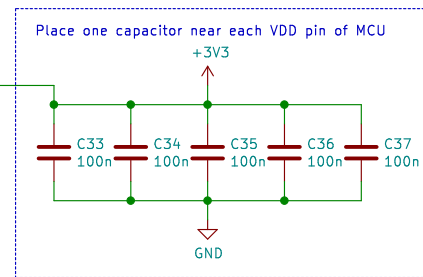 Place one capacitor near each VDD pin of MCU
+3V3
C33 C34 C35 C36 C37
100n 100n 100n 100n 100n
GND